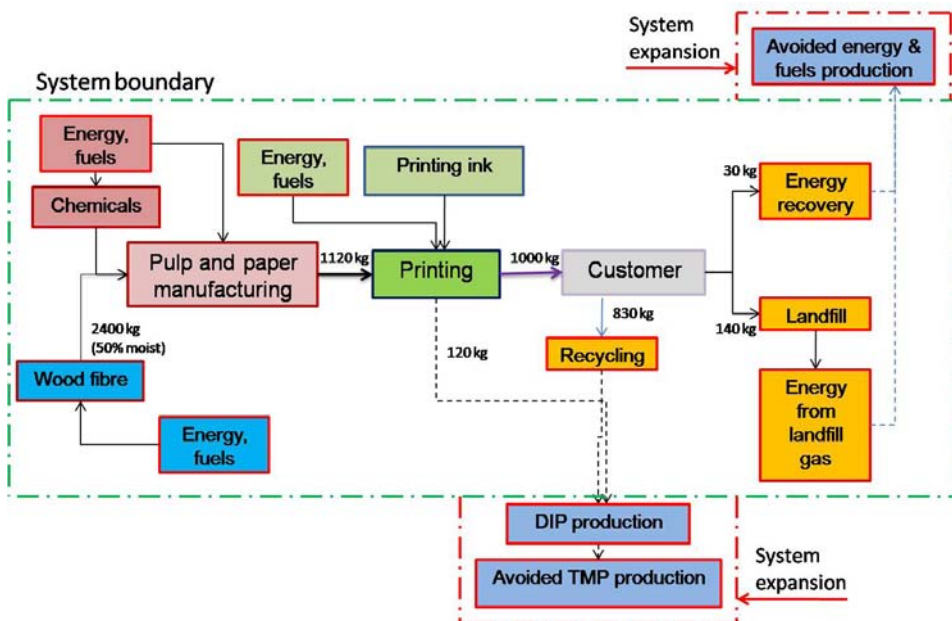 System
expansion
Avoided energy &
fuels production
System boundary
Energy,
fuels
Energy,
fuels
Printing ink
30 kg
Energy
recovery
Chemicals
Pulp and paper
manufacturing
1120 kg
Printing
1000 kg
Customer
2400 kg
(50% moist)
120 kg
830 kg
140 kg
Landfill
Recycling
Wood fibre
Energy,
fuels
Energy
from
landfill
gas
DIP production
Avoided TMP production
System
expansion